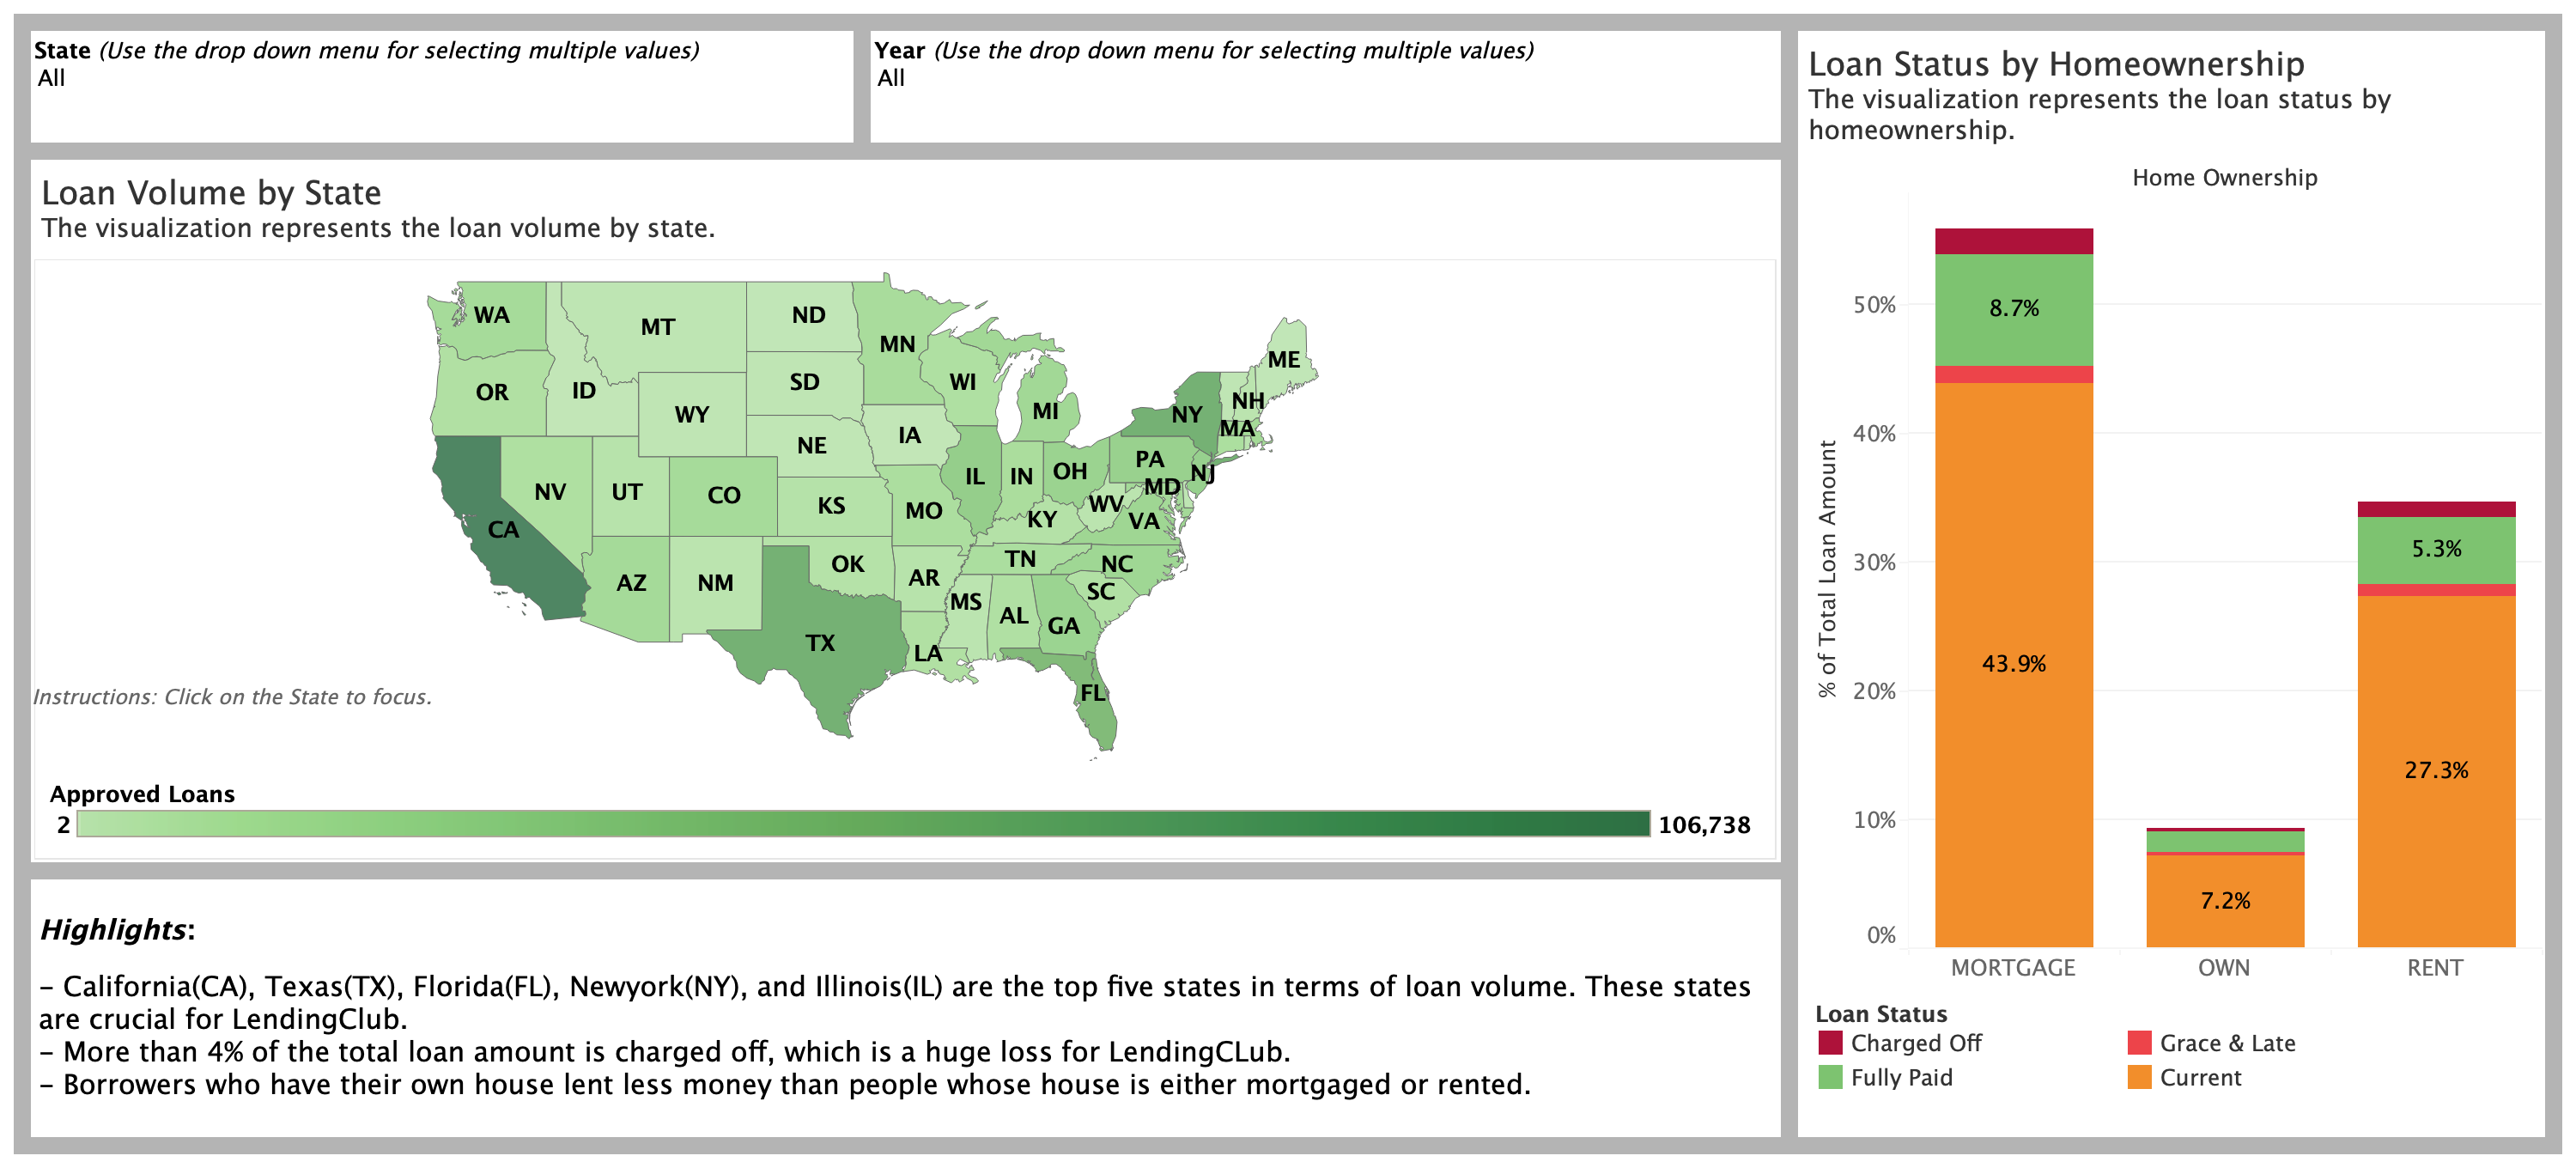 State (Use the drop down menu for selecting multiple values)
All
Year (Use the drop down menu for selecting multiple values)
All
Loan Volume by State
The visualization represents the loan volume by state.
WA
MT
ND
MN
ME
OR
ID
SD
WI
WY
MI
NY
NH
MA
NE
IA
PA
IL
IN
OH
NJ
NV
UT
CO
KS
MO
MD
WV
KY
VA
CA
OK
TN
NC
AZ
NM
AR
SC
MS
AL
GA
TX
LA
FL
Instructions: Click on the State to focus.
Approved Loans
2
106,738
Highlights:
– California(CA), Texas(TX), Florida(FL), Newyork(NY), and Illinois(IL) are the top five states in terms of loan volume. These states
are crucial for LendingClub.
– More than 4% of the total loan amount is charged off, which is a huge loss for LendingCLub.
– Borrowers who have their own house lent less money than people whose house is either mortgaged or rented.
Loan Status by Homeownership
The visualization represents the loan status by
homeownership.
Home Ownership
% of Total Loan Amount
50%
40%
30%
20%
10%
0%
8.7%
43.9%
7.2%
5.3%
27.3%
MORTGAGE
OWN
RENT
Loan Status
Charged Off
Grace & Late
Fully Paid
Current